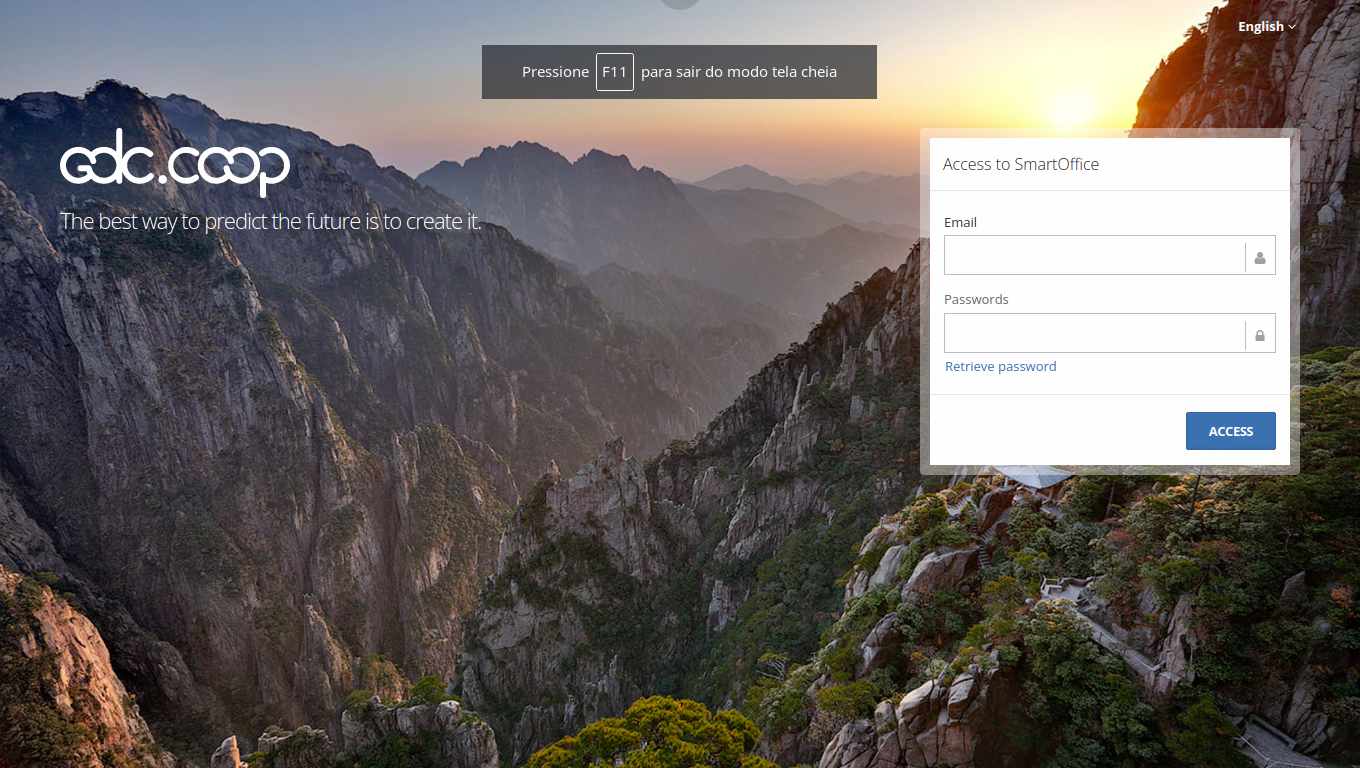 English
Pressione F11 para sair do modo tela cheia
gdc.coop
The best way to predict the future is to create it.
Access to SmartOffice
Email
Passwords
Retrieve password
ACCESS